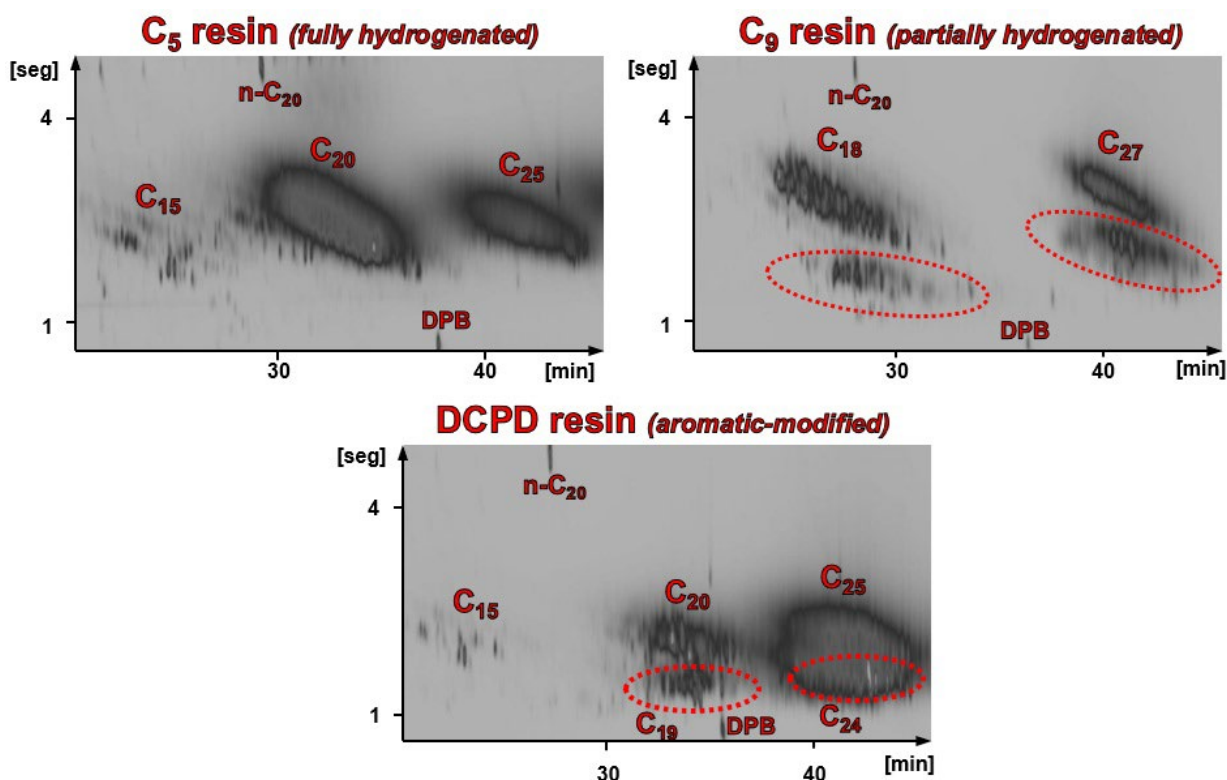 C₅ resin (fully hydrogenated)
[seg]
n-C₂₀
4
C₂₀
C₂₅
C₁₅
DPB
1
30
40
[min]
C₉ resin (partially hydrogenated)
[seg]
n-C₂₀
4
C₁₈
C₂₇
1
DPB
30
40
[min]
DCPD resin (aromatic-modified)
[seg]
n-C₂₀
4
C₂₅
C₂₀
C₁₅
1
C₁₉
DPB
C₂₄
30
40
[min]